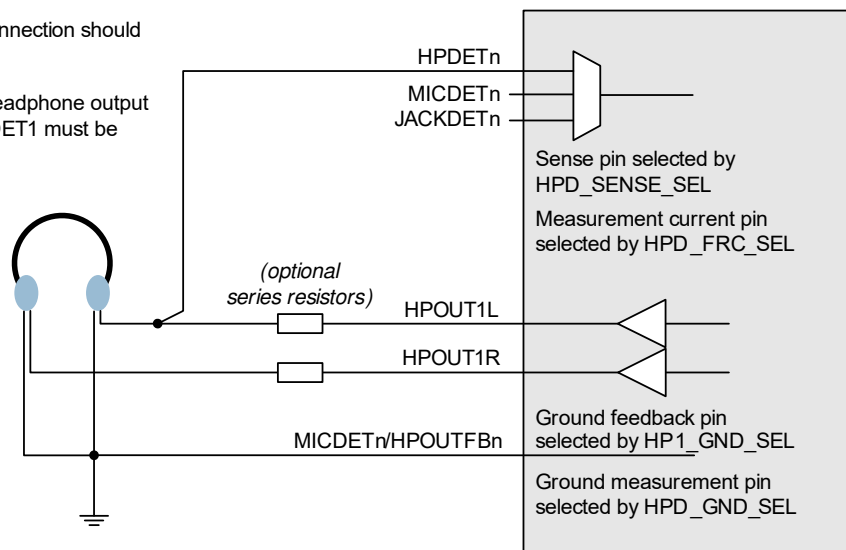 nnection should
eadphone output
DET1 must be
HPDETn
MICDETn
JACKDETn
Sense pin selected by
HPD_SENSE_SEL
Measurement current pin
selected by HPD_FRC_SEL
(optional
series resistors)
HPOUT1L
HPOUT1R
MICDETn/HPOUTFBn
Ground feedback pin
selected by HP1_GND_SEL
Ground measurement pin
selected by HPD_GND_SEL